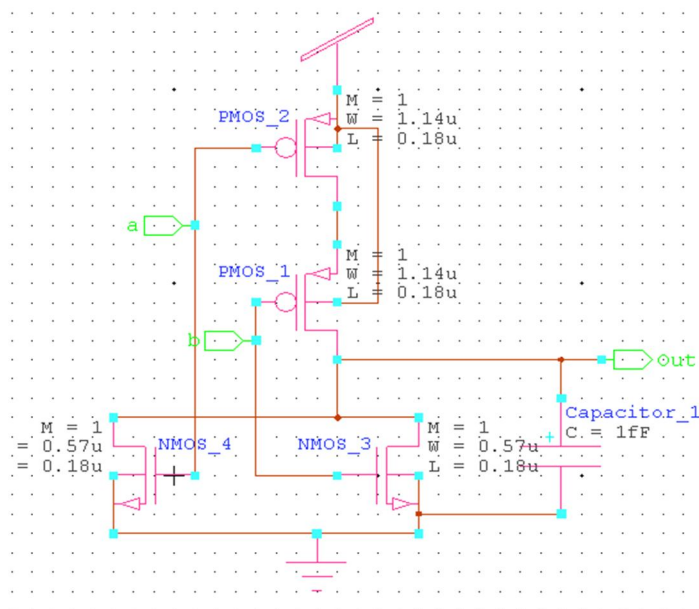 PMOS_2
M = 1
W = 1.14u
L = 0.18u
a
PMOS_1
M = 1
W = 1.14u
L = 0.18u
b
out
Capacitor_1
C = 1fF
M = 1
= 0.57u
= 0.18u
NMOS_4
NMOS_3
M = 1
W = 0.57u
L = 0.18u